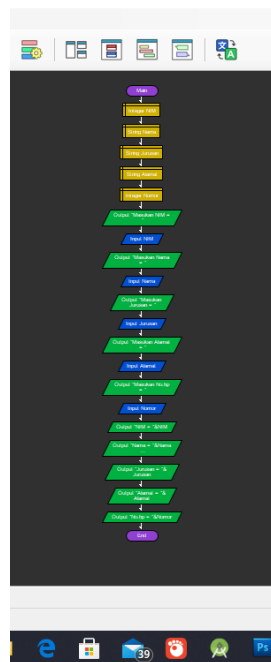 Main
Integer NIM
String Nama
String Jurusan
String Alamat
Integer Nomor
Output "Masukan NIM =
Input NIM
Output "Masukan Nama
= "
Input Nama
Output "Masukan
Jurusan = "
Input Jurusan
Output "Masukan Alamat
= "
Input Alamat
Output "Masukan No.hp
= "
Input Nomor
Output "NIM = "&NIM
Output "Nama = "&Nama
Output "Jurusan = "&
Jurusan
Output "Alamat = "&
Alamat
Output "No.hp = "&Nomor
End
39
Ps